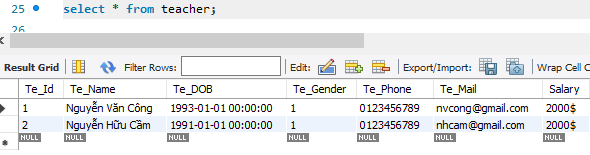 25 select * from teacher;
26
Result Grid Filter Rows: Edit: Export/Import: Wrap Cell C
Te_Id Te_Name Te_DOB Te_Gender Te_Phone Te_Mail Salary
1 Nguyễn Văn Công 1993-01-01 00:00:00 1 0123456789 nvcong@gmail.com 2000$
2 Nguyễn Hữu Cầm 1991-01-01 00:00:00 1 0123456789 nhcam@gmail.com 2000$
NULL NULL NULL NULL NULL NULL NULL